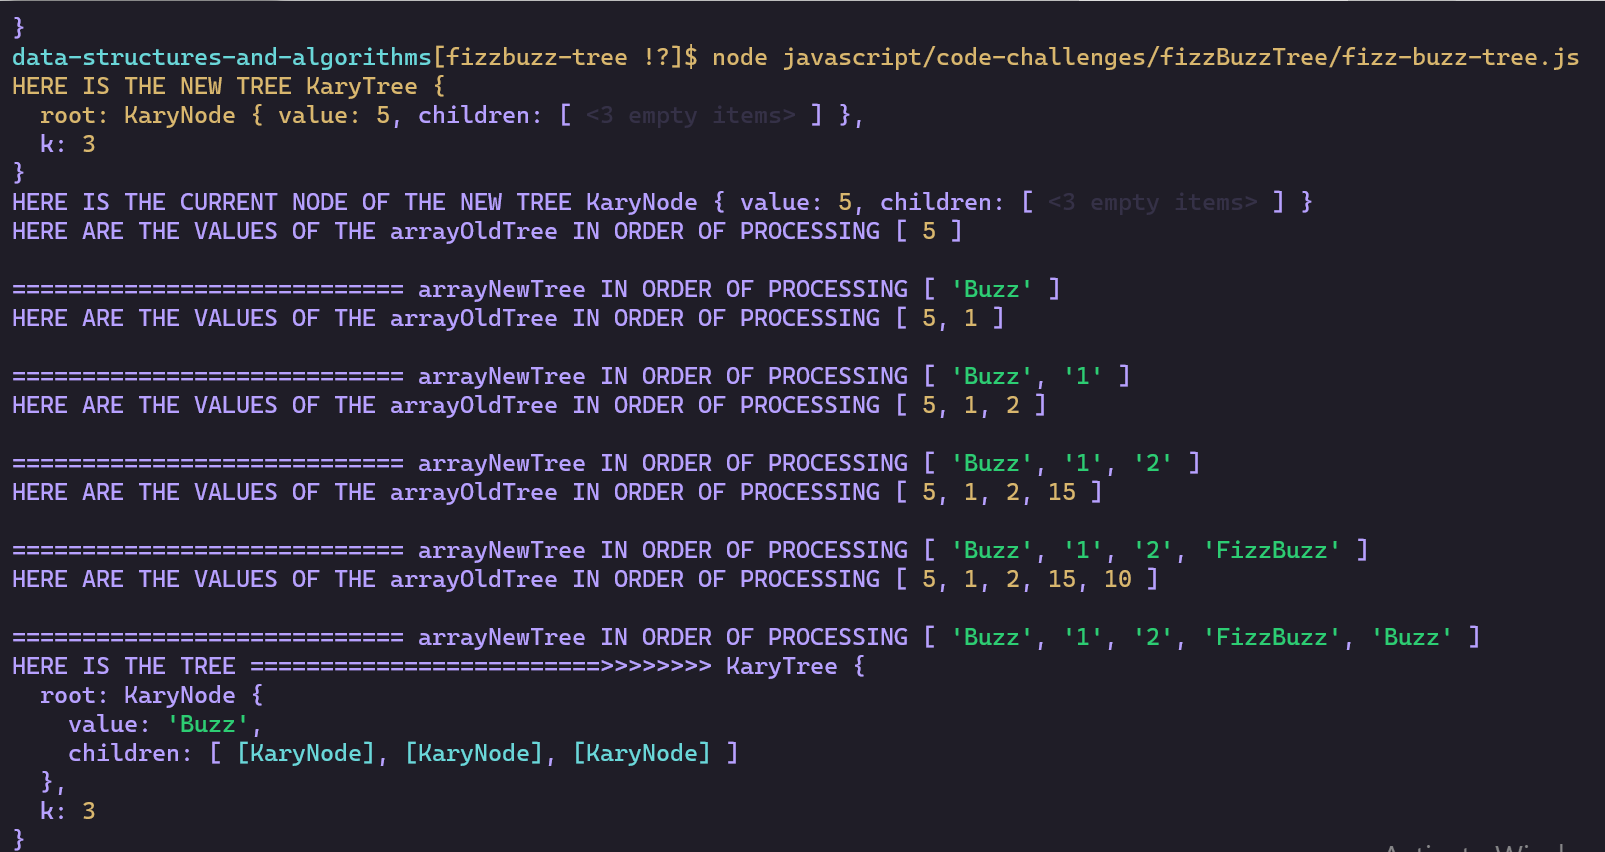 }
data-structures-and-algorithms[fizzbuzz-tree !?]$ node javascript/code-challenges/fizzBuzzTree/fizz-buzz-tree.js
HERE IS THE NEW TREE KaryTree {
  root: KaryNode { value: 5, children: [ <3 empty items> ] },
  k: 3
}
HERE IS THE CURRENT NODE OF THE NEW TREE KaryNode { value: 5, children: [ <3 empty items> ] }
HERE ARE THE VALUES OF THE arrayOldTree IN ORDER OF PROCESSING [ 5 ]

============================ arrayNewTree IN ORDER OF PROCESSING [ 'Buzz' ]
HERE ARE THE VALUES OF THE arrayOldTree IN ORDER OF PROCESSING [ 5, 1 ]

============================ arrayNewTree IN ORDER OF PROCESSING [ 'Buzz', '1' ]
HERE ARE THE VALUES OF THE arrayOldTree IN ORDER OF PROCESSING [ 5, 1, 2 ]

============================ arrayNewTree IN ORDER OF PROCESSING [ 'Buzz', '1', '2' ]
HERE ARE THE VALUES OF THE arrayOldTree IN ORDER OF PROCESSING [ 5, 1, 2, 15 ]

============================ arrayNewTree IN ORDER OF PROCESSING [ 'Buzz', '1', '2', 'FizzBuzz' ]
HERE ARE THE VALUES OF THE arrayOldTree IN ORDER OF PROCESSING [ 5, 1, 2, 15, 10 ]

============================ arrayNewTree IN ORDER OF PROCESSING [ 'Buzz', '1', '2', 'FizzBuzz', 'Buzz' ]
HERE IS THE TREE =========================>>>>>>>> KaryTree {
  root: KaryNode {
    value: 'Buzz',
    children: [ [KaryNode], [KaryNode], [KaryNode] ]
  },
  k: 3
}